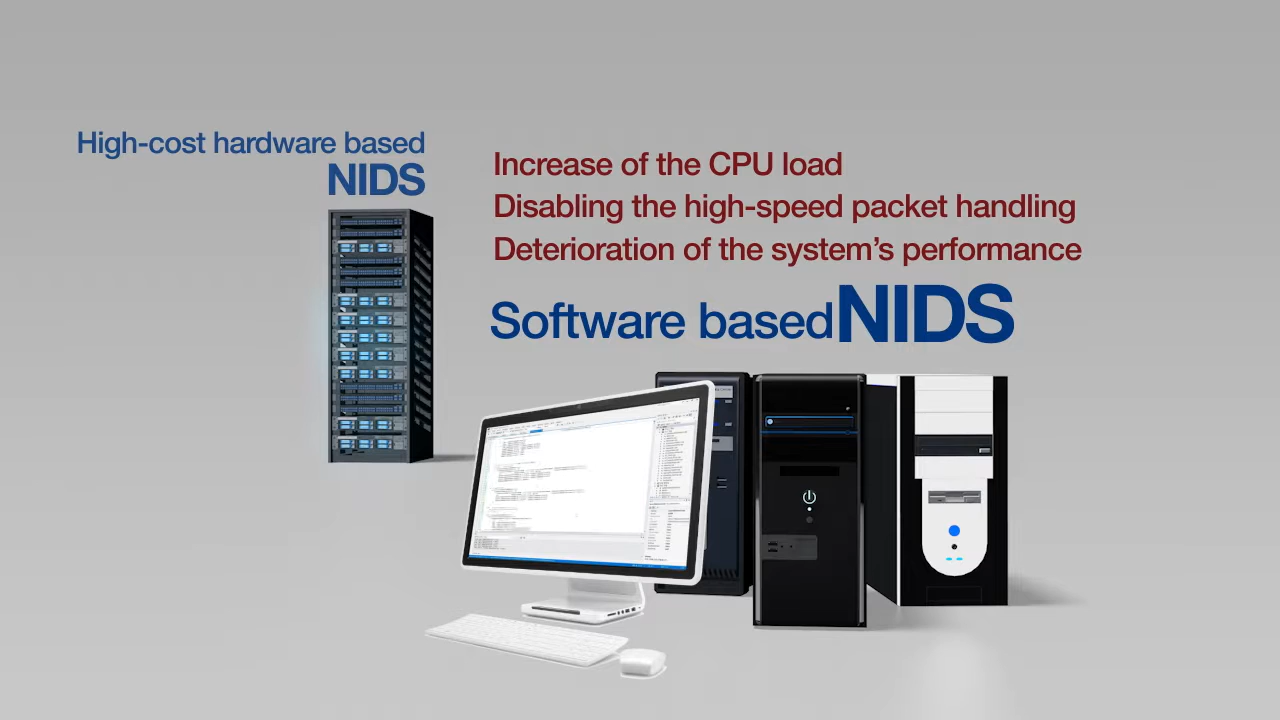 High-cost hardware based
NIDS
Increase of the CPU load
Disabling the high-speed packet handling
Deterioration of the system's performance
Software based NIDS